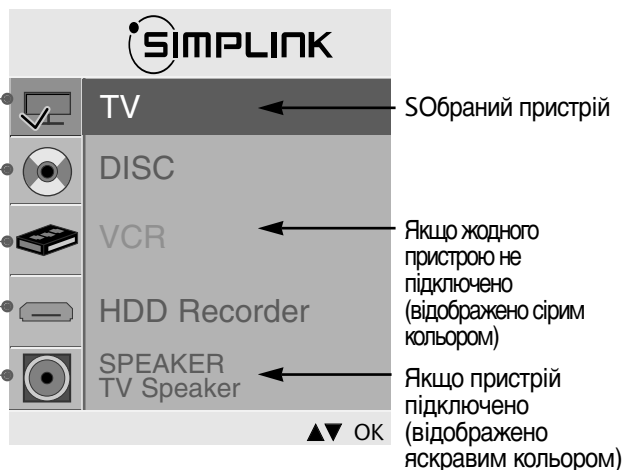 SIMPLINK
TV
SOбраний пристрій
DISC
VCR
Якщо жодного
пристрою не
підключено
(відображено сірим
кольором)
HDD Recorder
SPEAKER
TV Speaker
Якщо пристрій
підключено
(відображено
яскравим кольором)
▲▼ OK